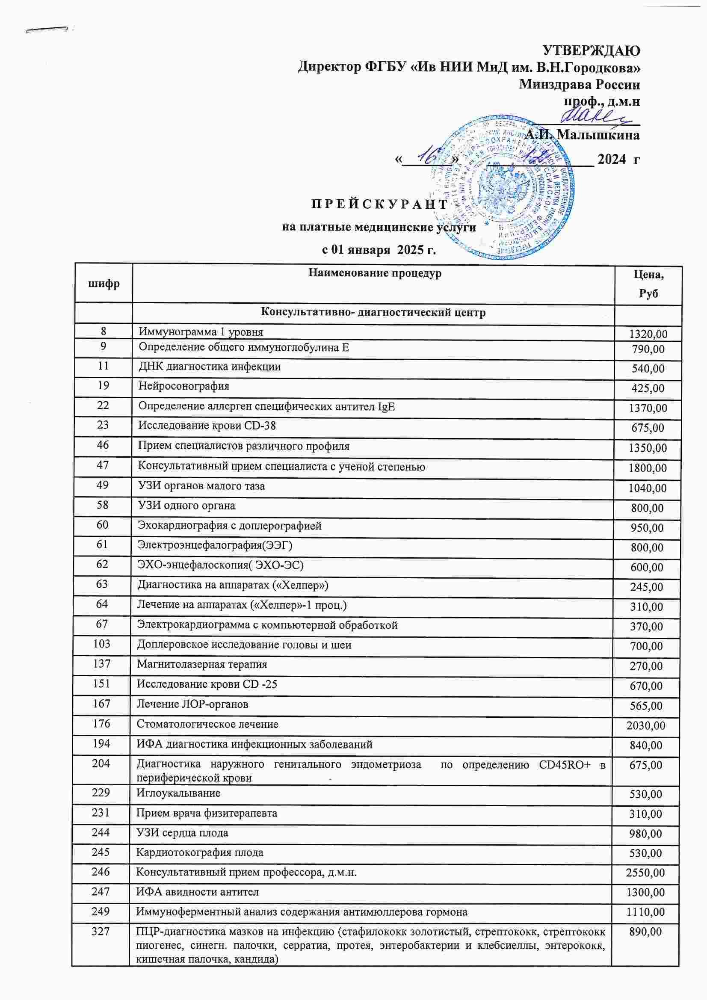 УТВЕРЖДАЮ
Директор ФГБУ «Ив НИИ МиД им. В.Н.Городкова»
Минздрава России
проф., д.м.н
А.И. Малышкина
« 16 » 12 2024 г
П Р Е Й С К У Р А Н Т
на платные медицинские услуги
с 01 января 2025 г.
шифр Наименование процедур Цена,
Руб
Консультативно- диагностический центр
8 Иммунограмма 1 уровня 1320,00
9 Определение общего иммуноглобулина Е 790,00
11 ДНК диагностика инфекции 540,00
19 Нейросонография 425,00
22 Определение аллерген специфических антител IgE 1370,00
23 Исследование крови CD-38 675,00
46 Прием специалистов различного профиля 1350,00
47 Консультативный прием специалиста с ученой степенью 1800,00
49 УЗИ органов малого таза 1040,00
58 УЗИ одного органа 800,00
60 Эхокардиография с доплерографией 950,00
61 Электроэнцефалография(ЭЭГ) 800,00
62 ЭХО-энцефалоскопия( ЭХО-ЭС) 600,00
63 Диагностика на аппаратах («Хелпер») 245,00
64 Лечение на аппаратах («Хелпер»-1 проц.) 310,00
67 Электрокардиограмма с компьютерной обработкой 370,00
103 Доплеровское исследование головы и шеи 700,00
137 Магнитолазерная терапия 270,00
151 Исследование крови CD -25 670,00
167 Лечение ЛОР-органов 565,00
176 Стоматологическое лечение 2030,00
194 ИФА диагностика инфекционных заболеваний 840,00
204 Диагностика наружного генитального эндометриоза по определению CD45RO+ в 675,00
периферической крови
229 Иглоукалывание 530,00
231 Прием врача физитерапевта 310,00
244 УЗИ сердца плода 980,00
245 Кардиотокография плода 530,00
246 Консультативный прием профессора, д.м.н. 2550,00
247 ИФА авидности антител 1300,00
249 Иммуноферментный анализ содержания антимюллерова гормона 1110,00
327 ПЦР-диагностика мазков на инфекцию (стафилококк золотистый, стрептококк, стрептококк 890,00
пиогенес, синегн. палочки, серратиа, протея, энтеробактерии и клебсиеллы, энтерококк,
кишечная палочка, кандида)